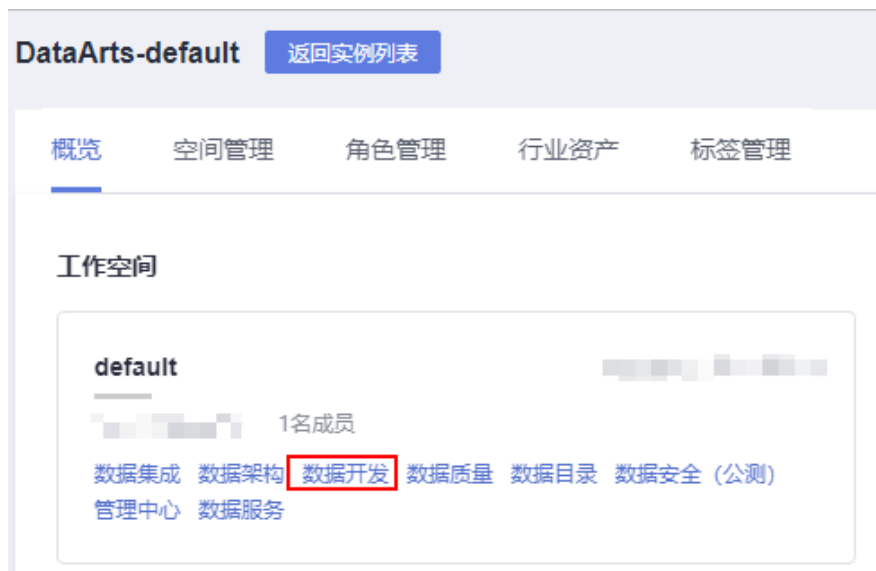 DataArts-default 返回实例列表
概览 空间管理 角色管理 行业资产 标签管理
工作空间
default
1名成员
数据集成 数据架构 数据开发 数据质量 数据目录 数据安全（公测）
管理中心 数据服务